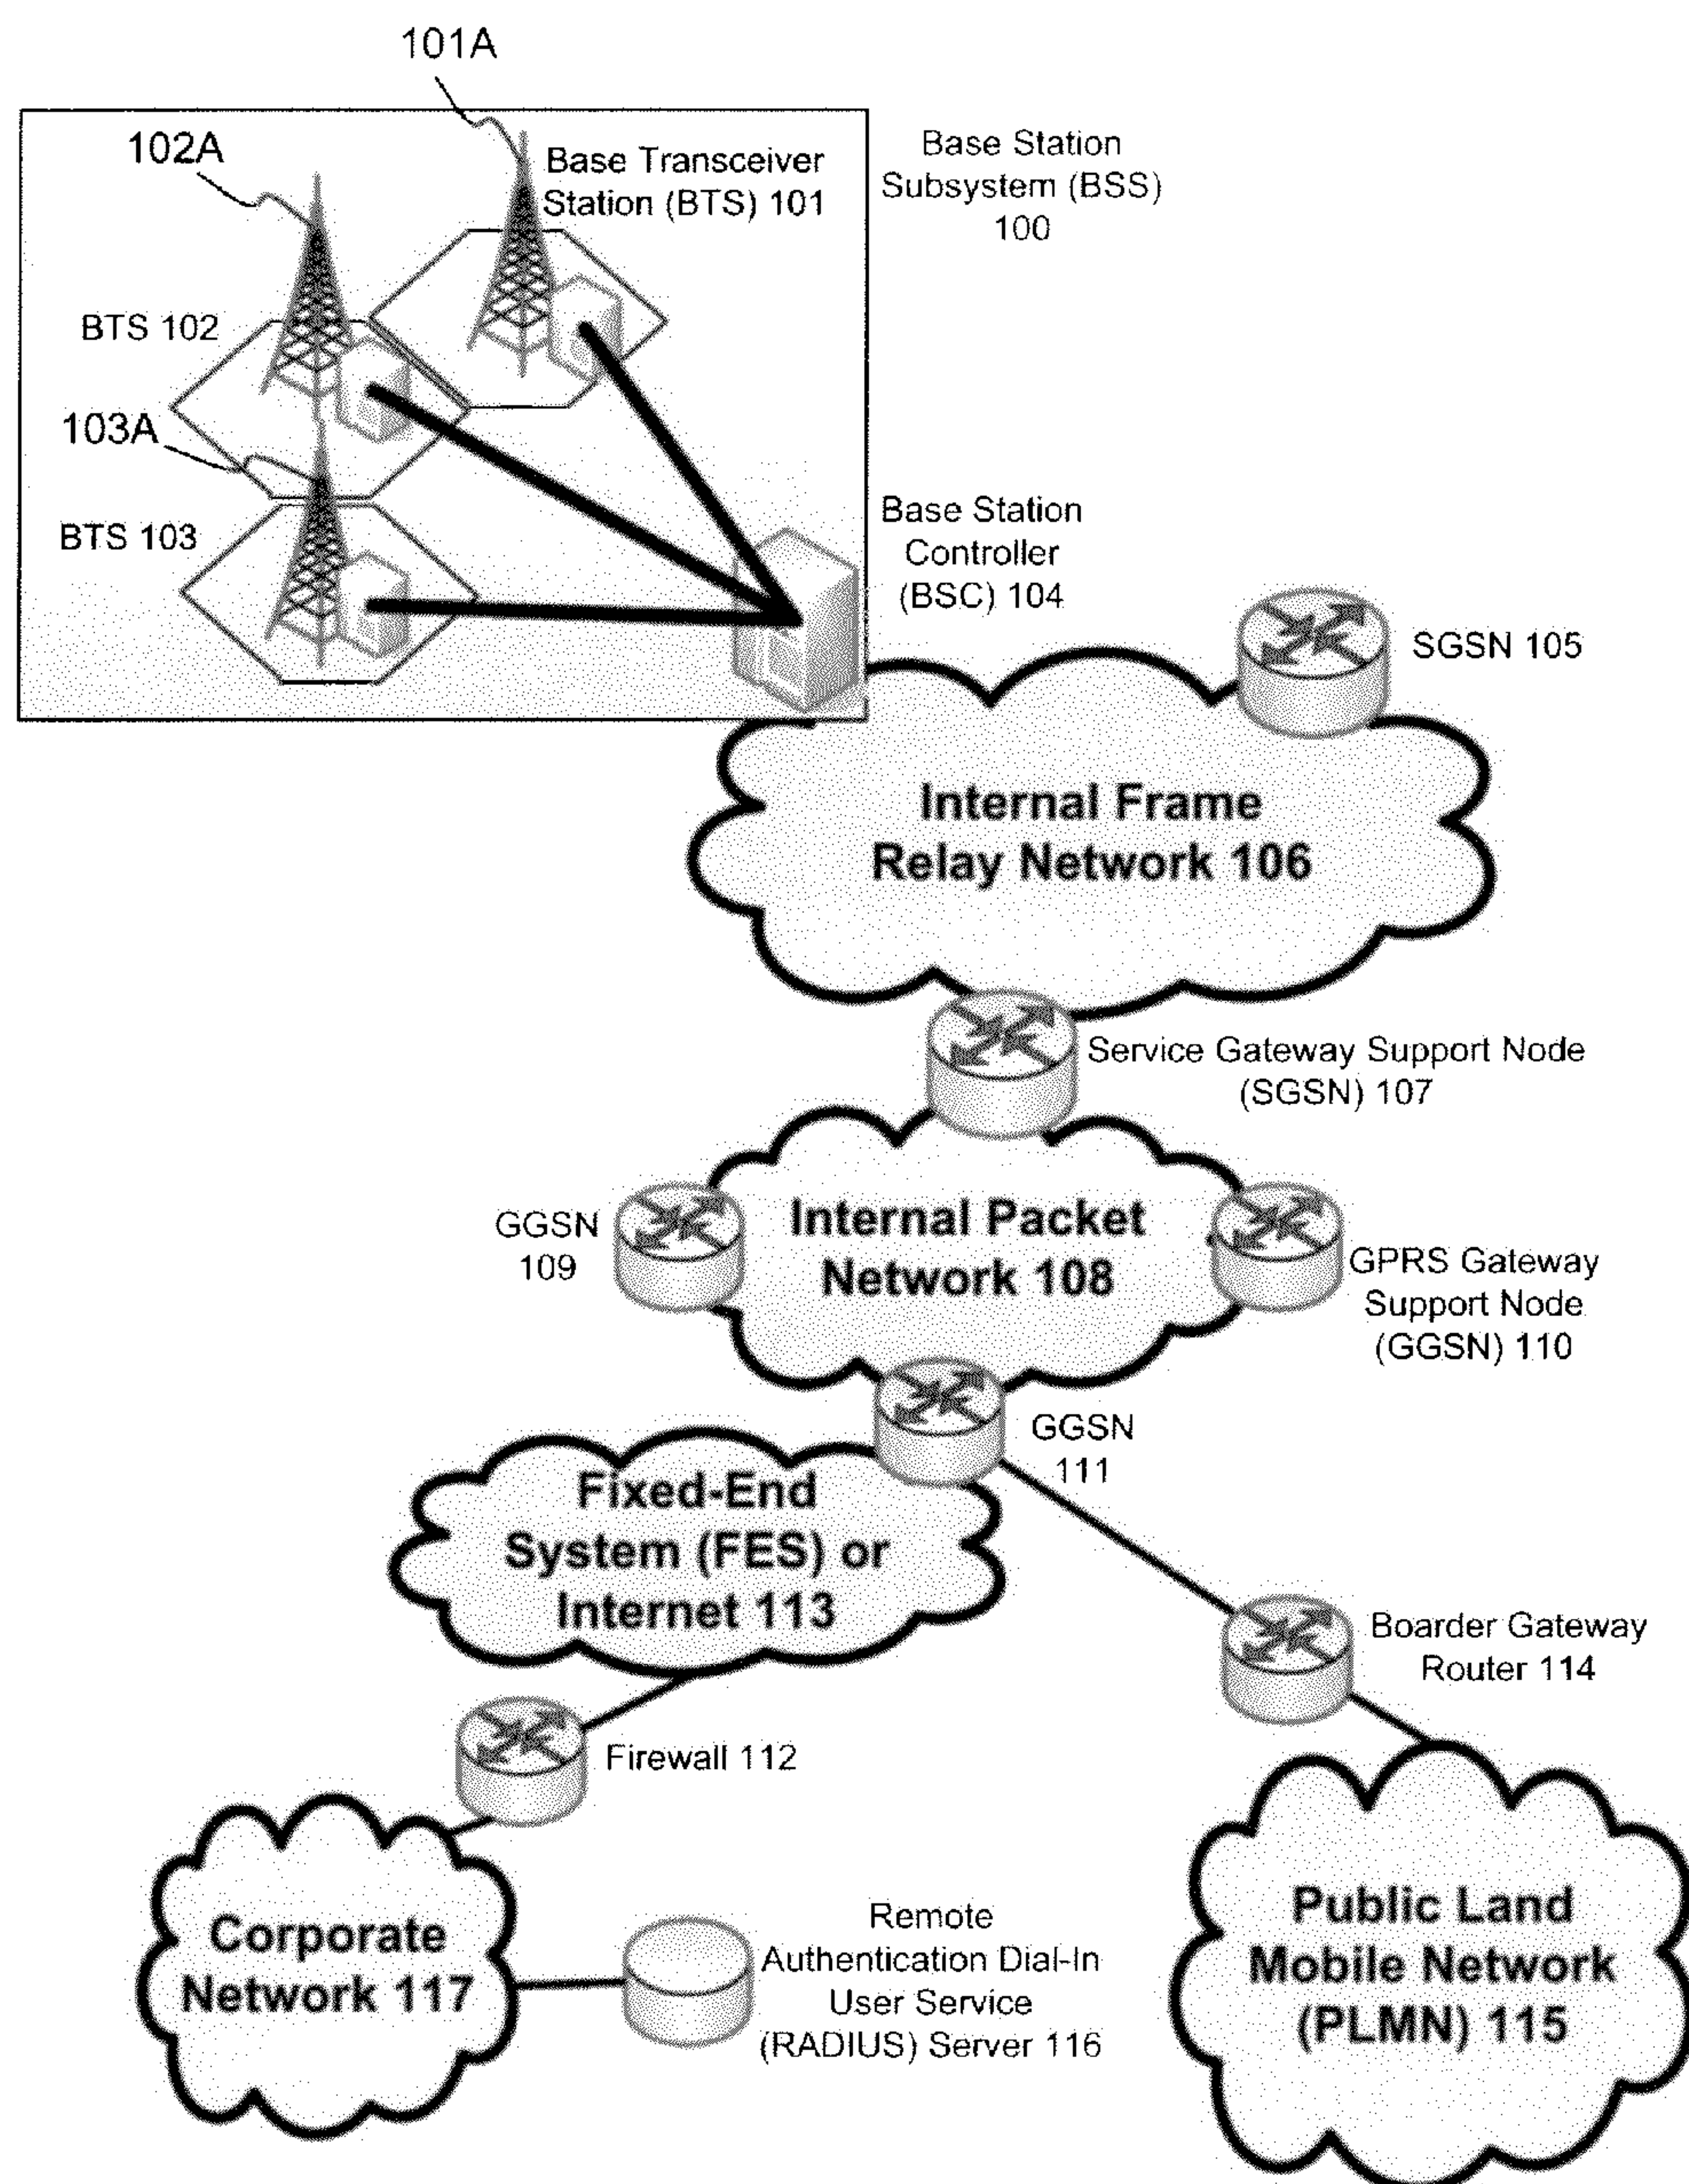 101A
102A
Base Transceiver
Station (BTS) 101
Base Station
Subsystem (BSS)
100
BTS 102
103A
BTS 103
Base Station
Controller
(BSC) 104
SGSN 105
Internal Frame
Relay Network 106
Service Gateway Support Node
(SGSN) 107
GGSN
109
Internal Packet
Network 108
GPRS Gateway
Support Node
(GGSN) 110
GGSN
111
Fixed-End
System (FES) or
Internet 113
Boarder Gateway
Router 114
Firewall 112
Corporate
Network 117
Remote
Authentication Dial-In
User Service
(RADIUS) Server 116
Public Land
Mobile Network
(PLMN) 115